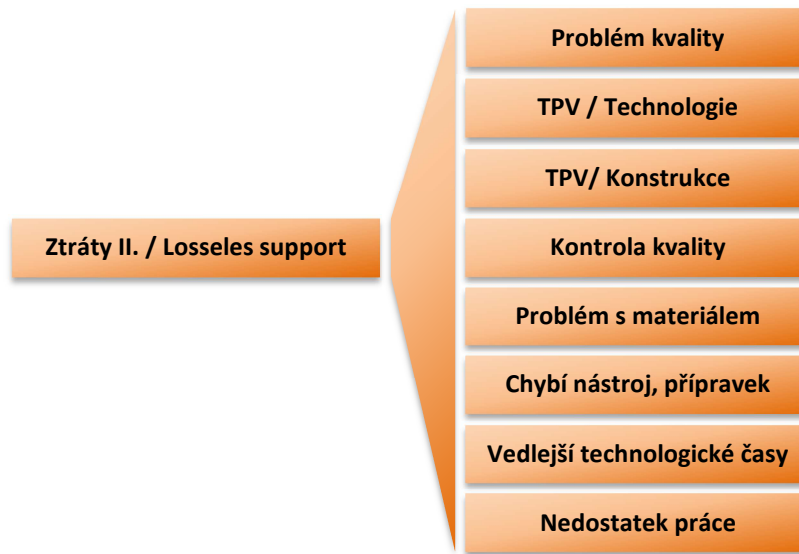 Ztráty II. / Losseles support
Problém kvality
TPV / Technologie
TPV/ Konstrukce
Kontrola kvality
Problém s materiálem
Chybí nástroj, přípravek
Vedlejší technologické časy
Nedostatek práce